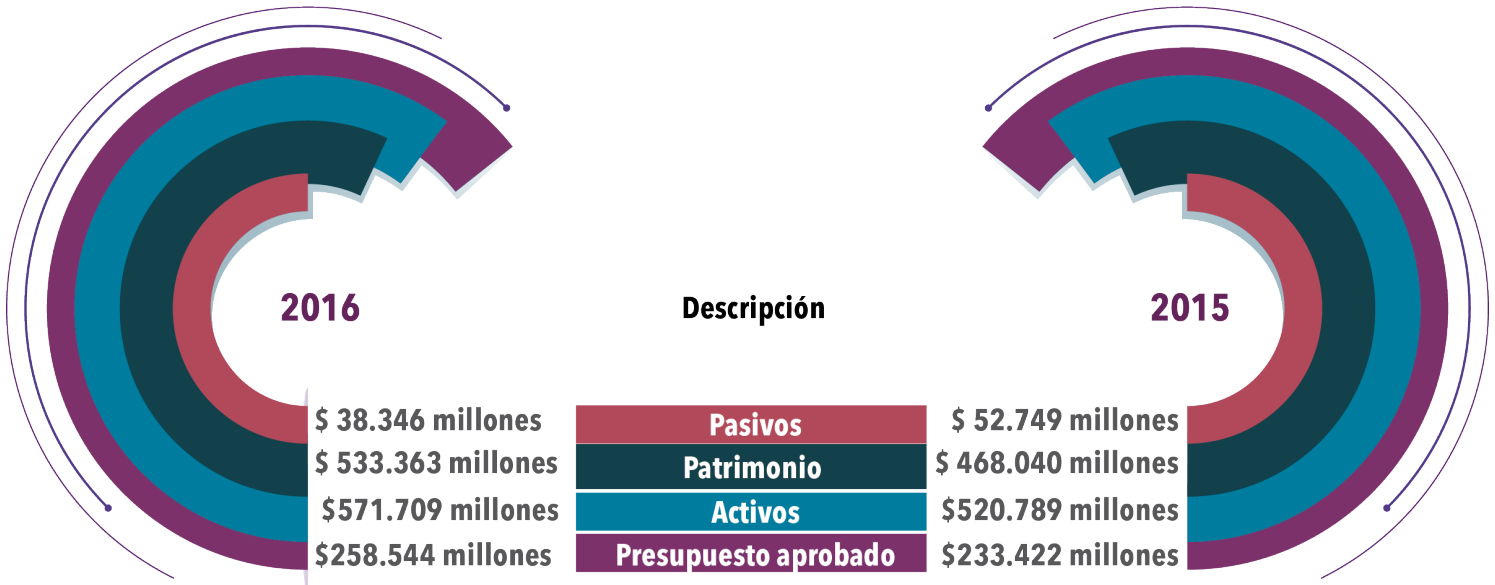 2016
Descripción
2015
$ 38.346 millones Pasivos $ 52.749 millones
$ 533.363 millones Patrimonio $ 468.040 millones
$571.709 millones Activos $520.789 millones
$258.544 millones Presupuesto aprobado $233.422 millones